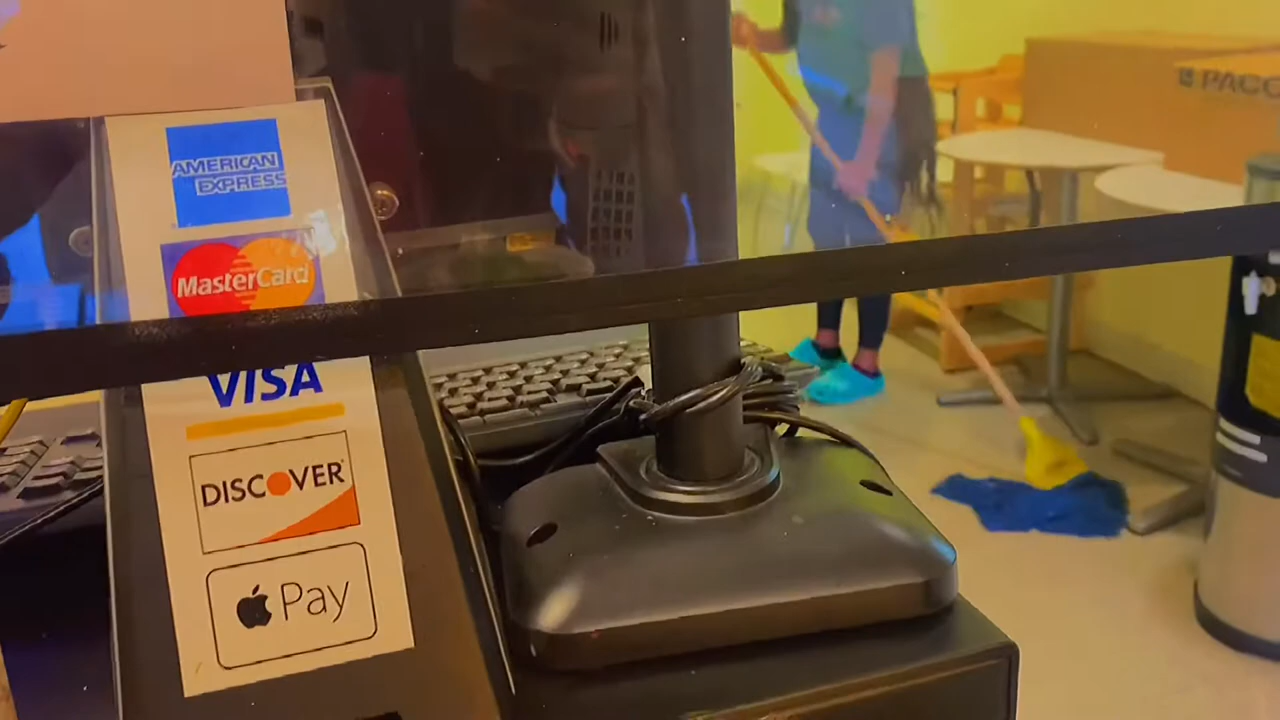 AMERICAN
EXPRESS
MasterCard
VISA
DISCOVER
Pay